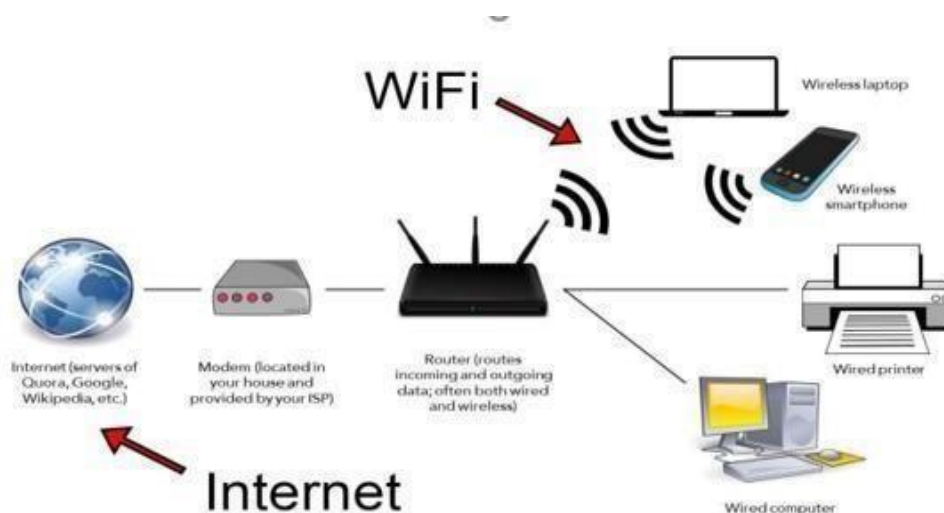 WiFi
Wireless laptop
Wireless
smartphone
Internet (servers of
Quora, Google,
Wikipedia, etc.)
Modem (located in
your house and
provided by your ISP)
Router (routes
incoming and outgoing
data; often both wired
and wireless)
Wired printer
Internet
Wired computer